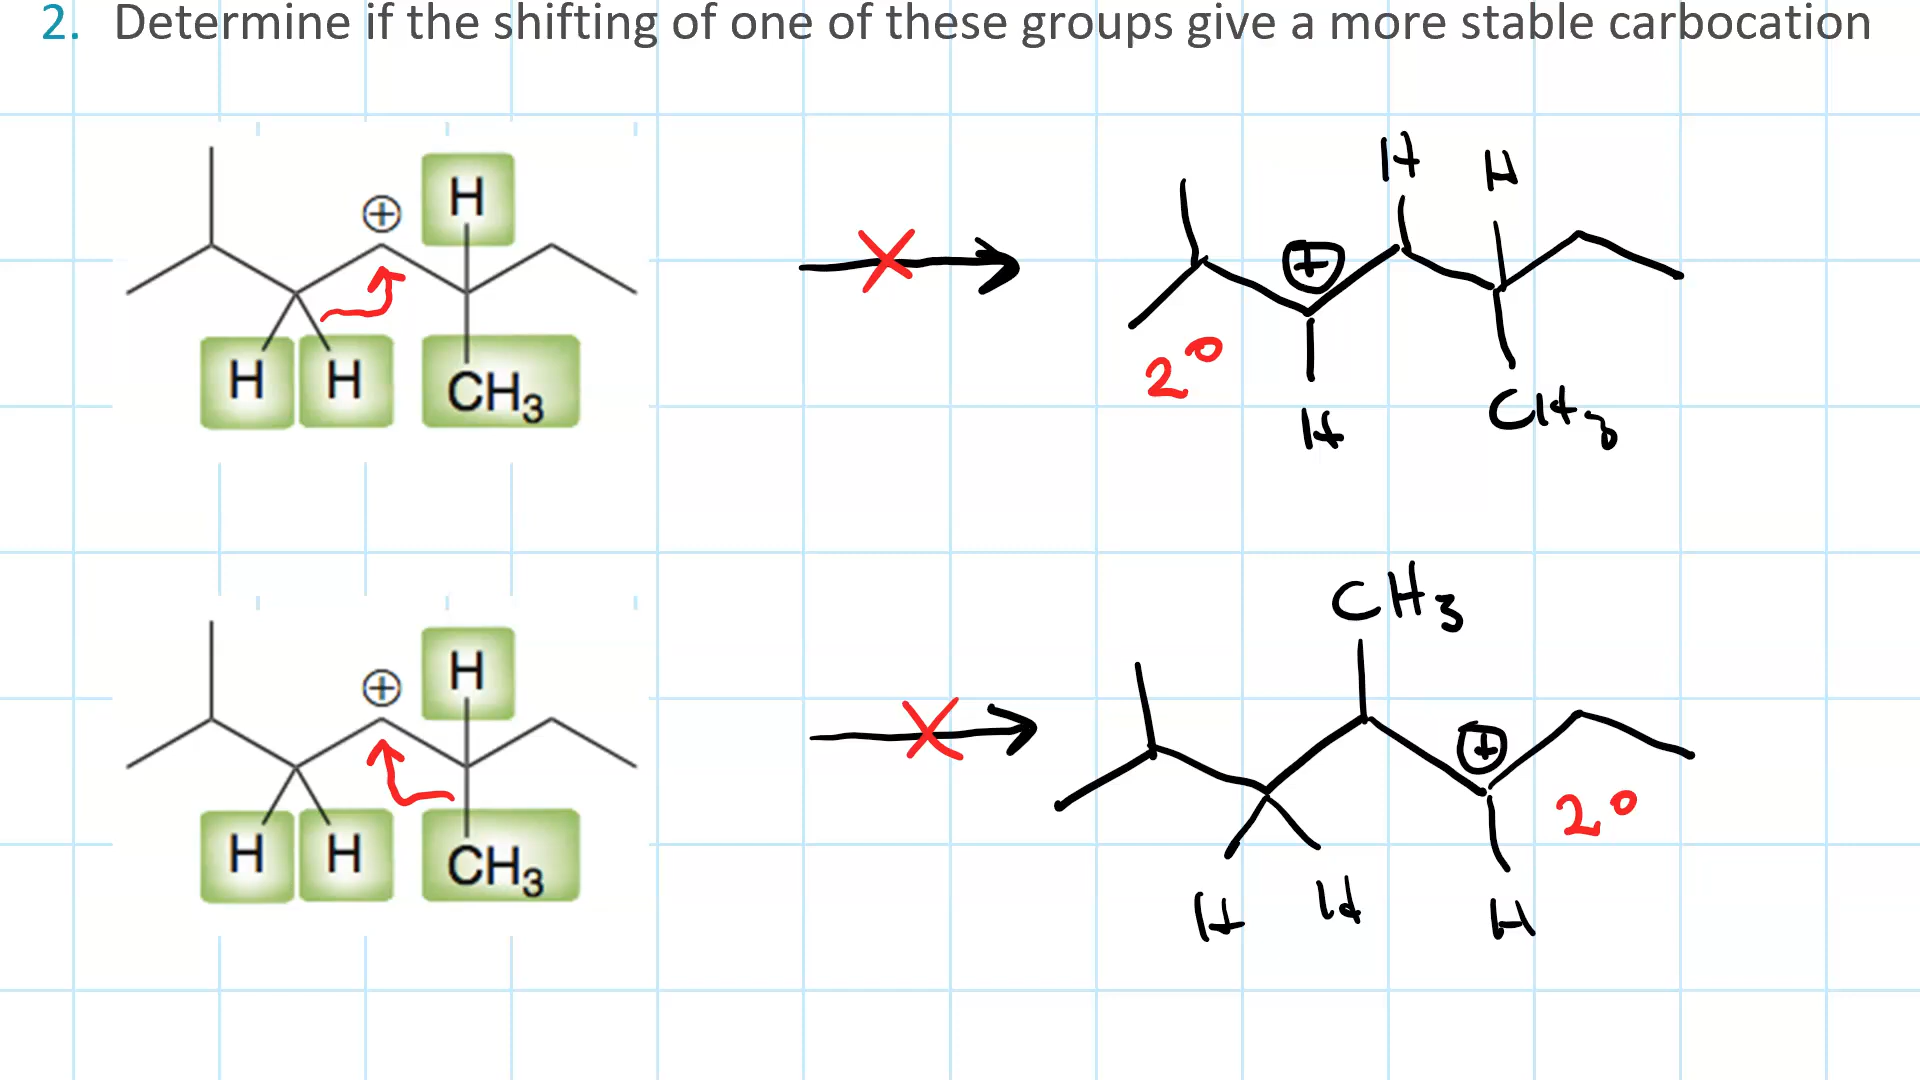 2. Determine if the shifting of one of these groups give a more stable carbocation
⊕ H
H H CH₃
H H
⊕
2° H CH₃
⊕ H
H H CH₃
CH₃
⊕
2°
H H H